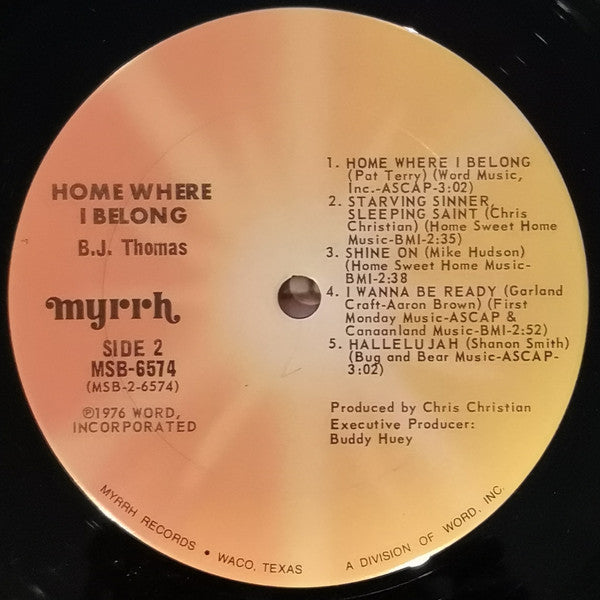 HOME WHERE
I BELONG
B.J. Thomas
myrrh
SIDE 2
MSB-6574
(MSB-2-6574)
℗1976 WORD,
INCORPORATED
1. HOME WHERE I BELONG
(Pat Terry) (Word Music,
Inc.-ASCAP-3:02)
2. STARVING SINNER,
SLEEPING SAINT (Chris
Christian) (Home Sweet Home
Music-BMI-2:35)
3. SHINE ON (Mike Hudson)
(Home Sweet Home Music-
BMI-2:38
4. I WANNA BE READY (Garland
Craft-Aaron Brown) (First
Monday Music-ASCAP &
Canaanland Music-BMI-2:52)
5. HALLELUJAH (Shanon Smith)
(Bug and Bear Music-ASCAP-
3:02)
Produced by Chris Christian
Executive Producer:
Buddy Huey
MYRRH RECORDS • WACO, TEXAS A DIVISION OF WORD, INC.